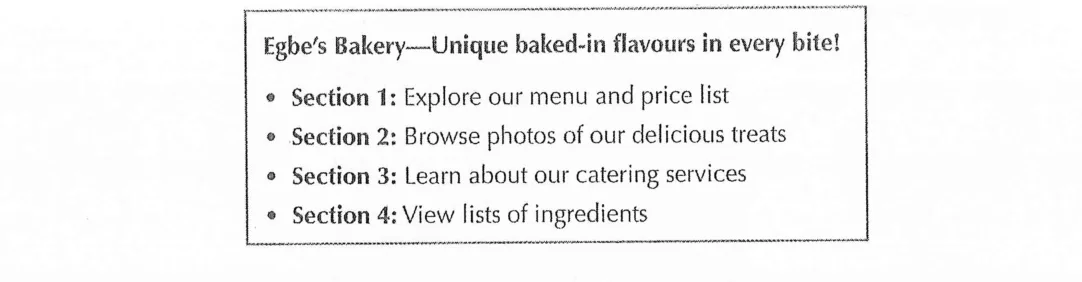 Egbe's Bakery—Unique baked-in flavours in every bite!
• Section 1: Explore our menu and price list
• Section 2: Browse photos of our delicious treats
• Section 3: Learn about our catering services
• Section 4: View lists of ingredients